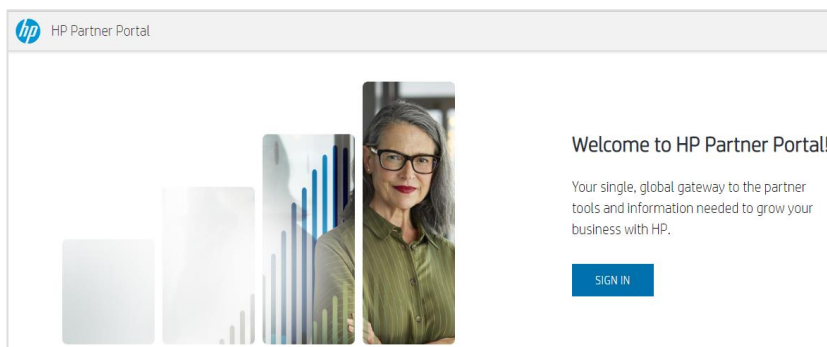 hp
HP Partner Portal
Welcome to HP Partner Portal!
Your single, global gateway to the partner
tools and information needed to grow your
business with HP.
SIGN IN